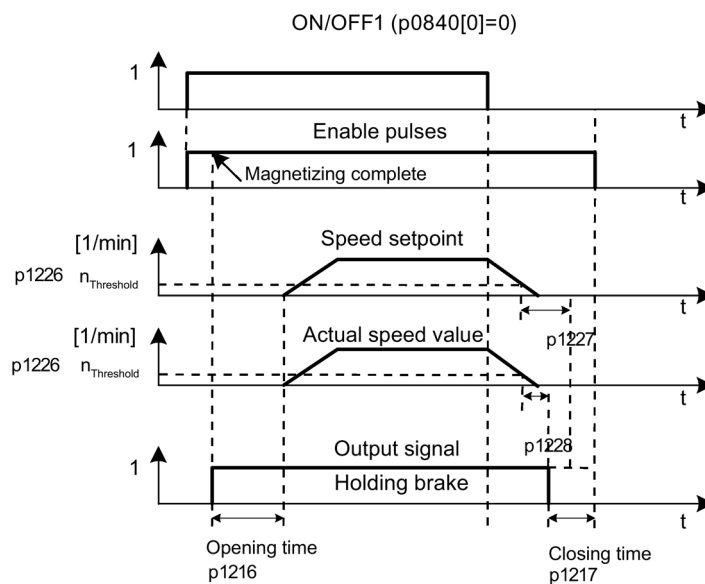 ON/OFF1 (p0840[0]=0)
1
t
Enable pulses
1
Magnetizing complete
t
[1/min]
Speed setpoint
p1226 nThreshold
t
p1227
[1/min]
Actual speed value
p1226 nThreshold
t
p1228
Output signal
1
Holding brake
t
Opening time
p1216
Closing time
p1217